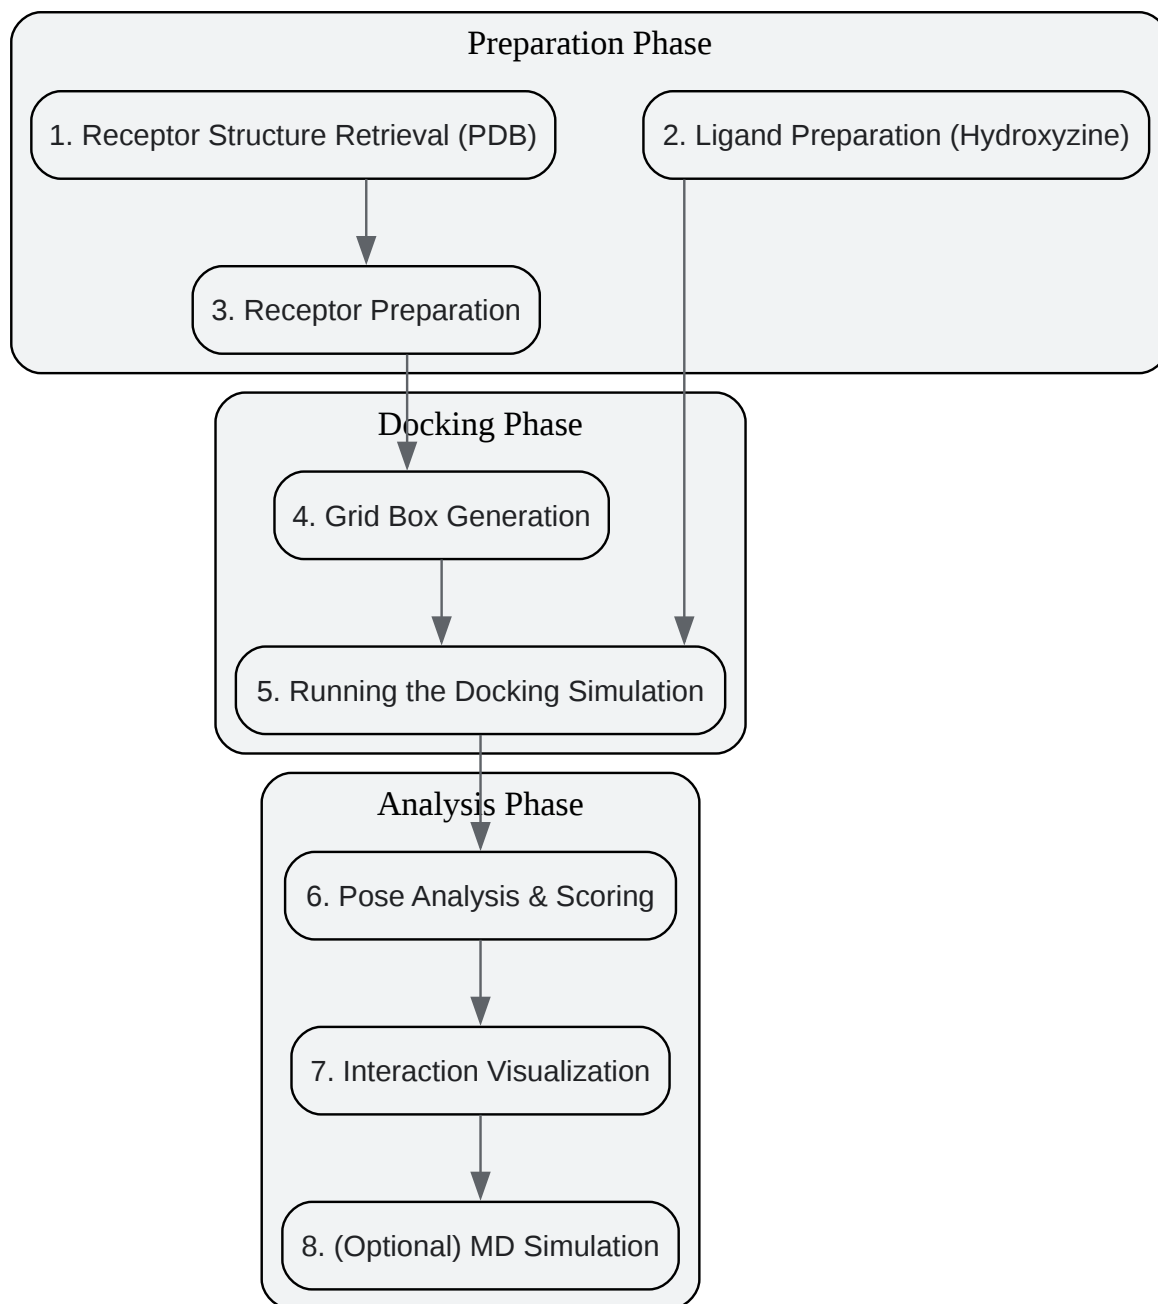 Preparation Phase
1. Receptor Structure Retrieval (PDB)
2. Ligand Preparation (Hydroxyzine)
3. Receptor Preparation
Docking Phase
4. Grid Box Generation
5. Running the Docking Simulation
Analysis Phase
6. Pose Analysis & Scoring
7. Interaction Visualization
8. (Optional) MD Simulation